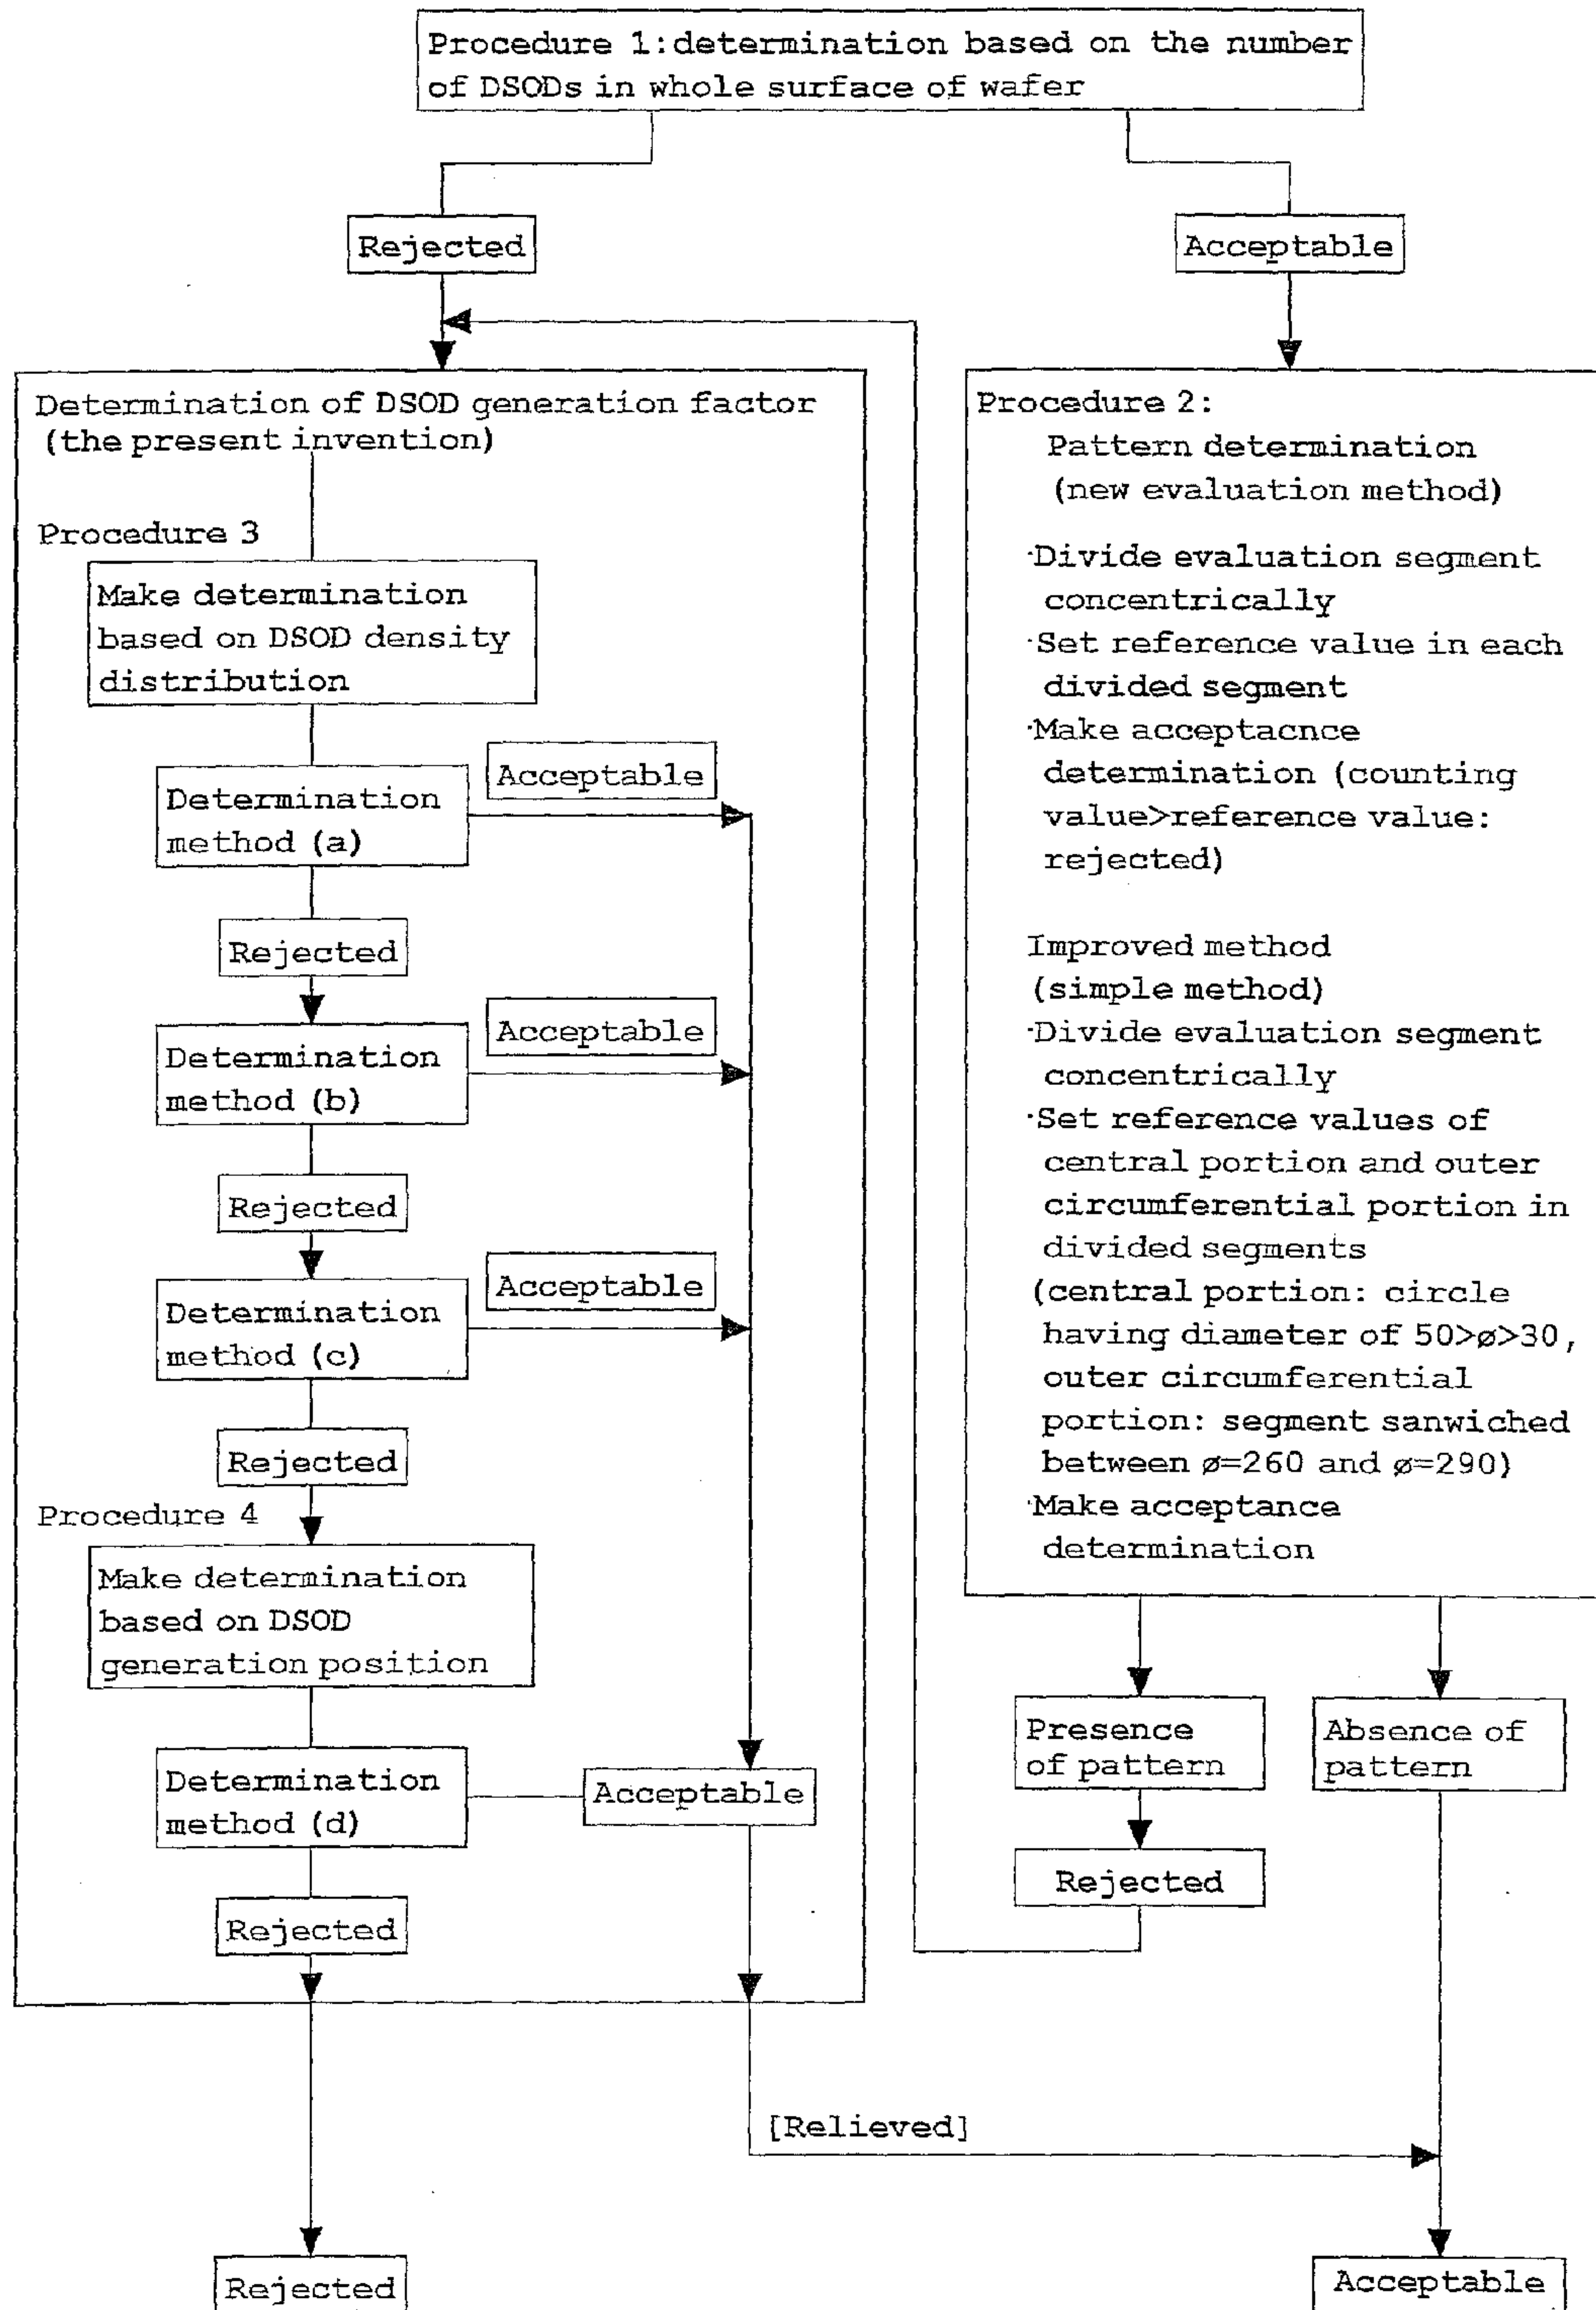 Procedure 1:determination based on the number
of DSODs in whole surface of wafer
Rejected
Acceptable
Determination of DSOD generation factor
(the present invention)
Procedure 3
Make determination
based on DSOD density
distribution
Determination
method (a)
Acceptable
Rejected
Determination
method (b)
Acceptable
Rejected
Determination
method (c)
Acceptable
Rejected
Procedure 4
Make determination
based on DSOD
generation position
Determination
method (d)
Acceptable
Rejected
Procedure 2:
Pattern determination
(new evaluation method)
·Divide evaluation segment
concentrically
·Set reference value in each
divided segment
·Make acceptacnce
determination (counting
value>reference value:
rejected)
Improved method
(simple method)
·Divide evaluation segment
concentrically
·Set reference values of
central portion and outer
circumferential portion in
divided segments
(central portion: circle
having diameter of 50>ø>30,
outer circumferential
portion: segment sanwiched
between ø=260 and ø=290)
·Make acceptance
determination
Presence
of pattern
Absence of
pattern
Rejected
[Relieved]
Rejected
Acceptable